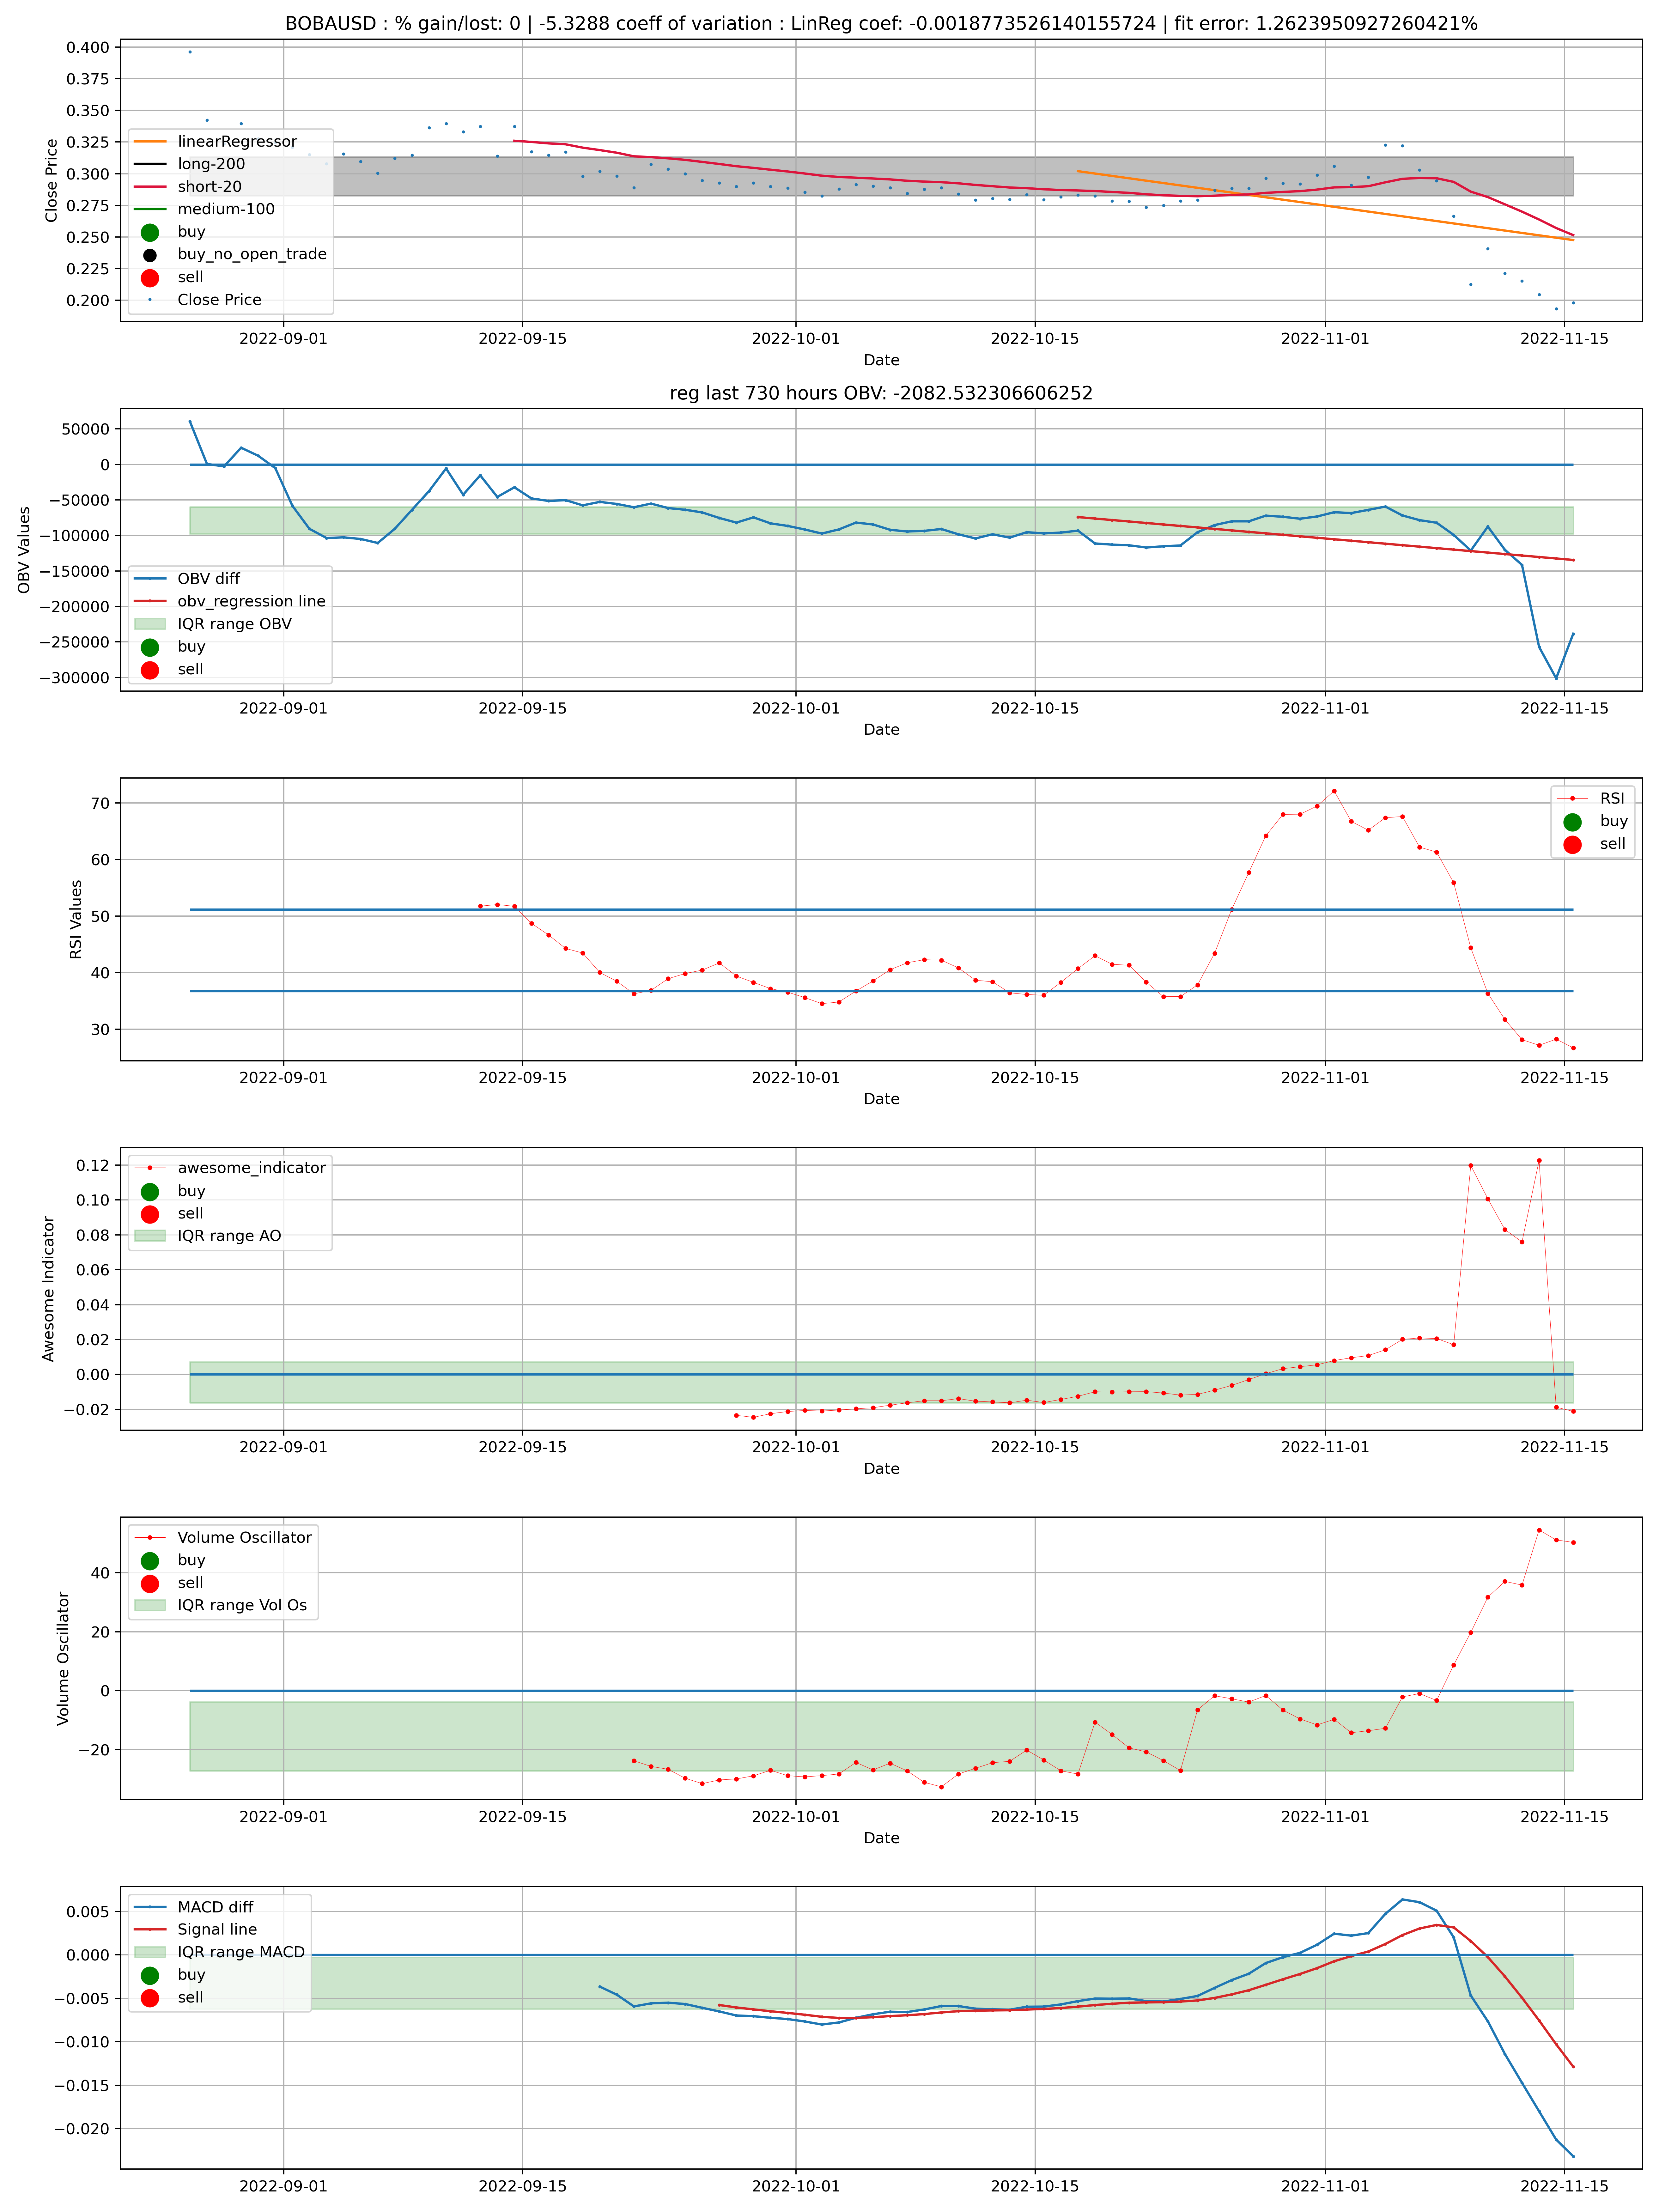 BOBAUSD : % gain/lost: 0 | -5.3288 coeff of variation : LinReg coef: -0.0018773526140155724 | fit error: 1.2623950927260421%
Close Price
0.400
0.375
0.350
0.325
0.300
0.275
0.250
0.225
0.200
linearRegressor
long-200
short-20
medium-100
buy
buy_no_open_trade
sell
Close Price
2022-09-01 2022-09-15 2022-10-01 2022-10-15 2022-11-01 2022-11-15
Date
reg last 730 hours OBV: -2082.532306606252
OBV Values
50000
0
−50000
−100000
−150000
−200000
−250000
−300000
OBV diff
obv_regression line
IQR range OBV
buy
sell
2022-09-01 2022-09-15 2022-10-01 2022-10-15 2022-11-01 2022-11-15
Date
RSI Values
70
60
50
40
30
RSI
buy
sell
2022-09-01 2022-09-15 2022-10-01 2022-10-15 2022-11-01 2022-11-15
Date
Awesome Indicator
0.12
0.10
0.08
0.06
0.04
0.02
0.00
−0.02
awesome_indicator
buy
sell
IQR range AO
2022-09-01 2022-09-15 2022-10-01 2022-10-15 2022-11-01 2022-11-15
Date
Volume Oscillator
40
20
0
−20
Volume Oscillator
buy
sell
IQR range Vol Os
2022-09-01 2022-09-15 2022-10-01 2022-10-15 2022-11-01 2022-11-15
Date
0.005
0.000
−0.005
−0.010
−0.015
−0.020
MACD diff
Signal line
IQR range MACD
buy
sell
2022-09-01 2022-09-15 2022-10-01 2022-10-15 2022-11-01 2022-11-15